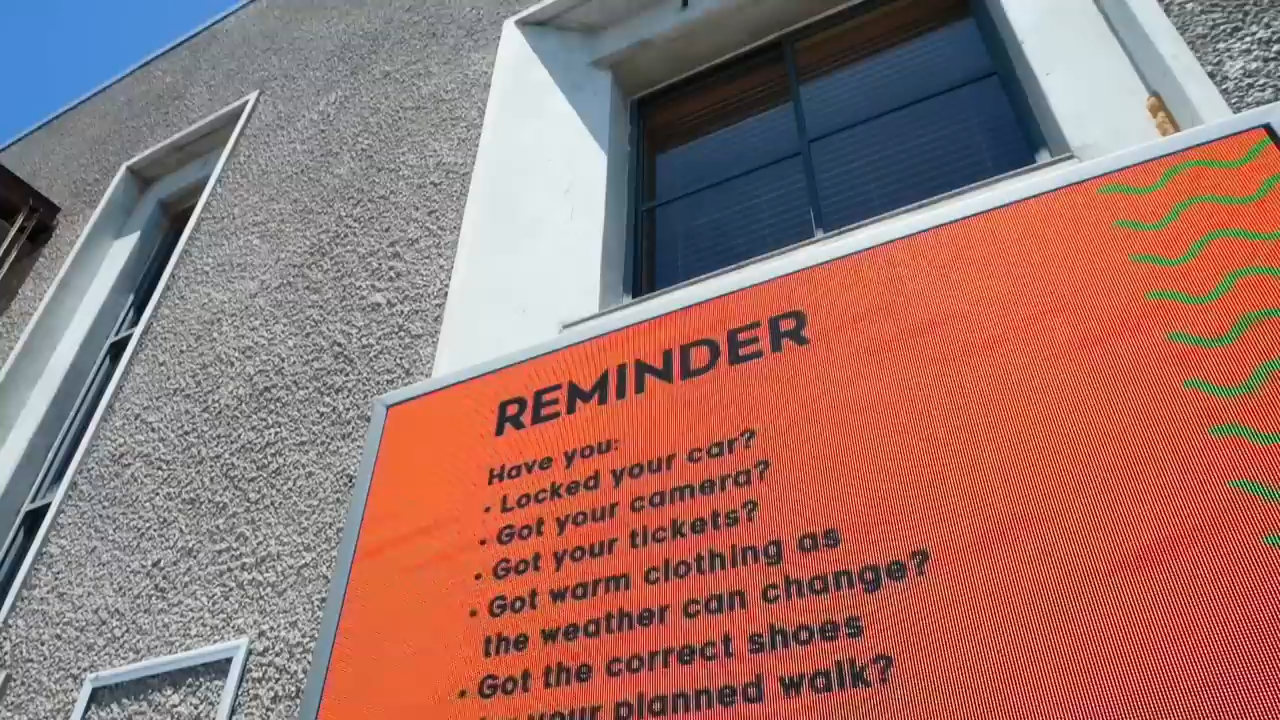 REMINDER
Have you:
• Locked your car?
• Got your camera?
• Got your tickets?
• Got warm clothing as
the weather can change?
• Got the correct shoes
your planned walk?